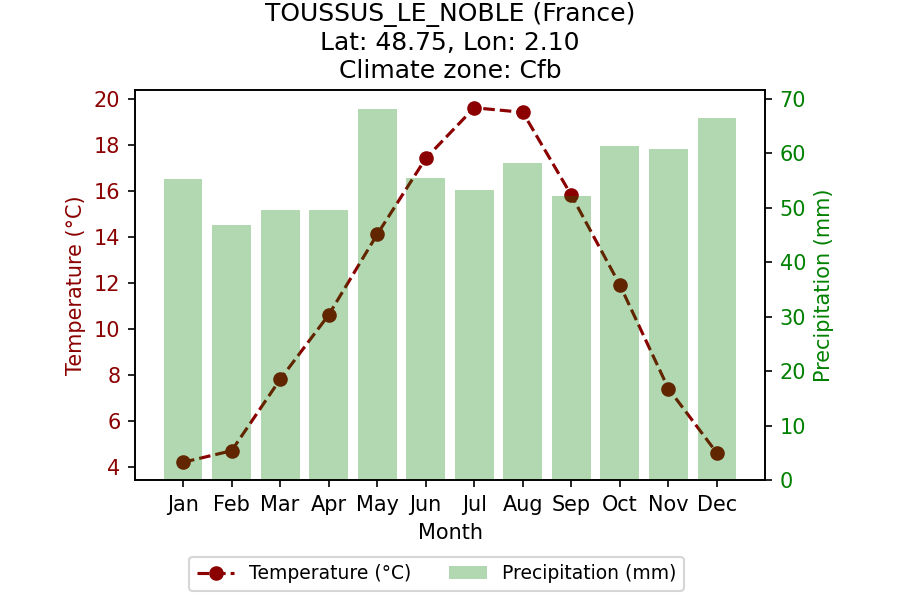 TOUSSUS_LE_NOBLE (France)
Lat: 48.75, Lon: 2.10
Climate zone: Cfb
20
18
16
14
12
10
8
6
4
Temperature (°C)
70
60
50
40
30
20
10
0
Precipitation (mm)
Jan Feb Mar Apr May Jun Jul Aug Sep Oct Nov Dec
Month
Temperature (°C) Precipitation (mm)